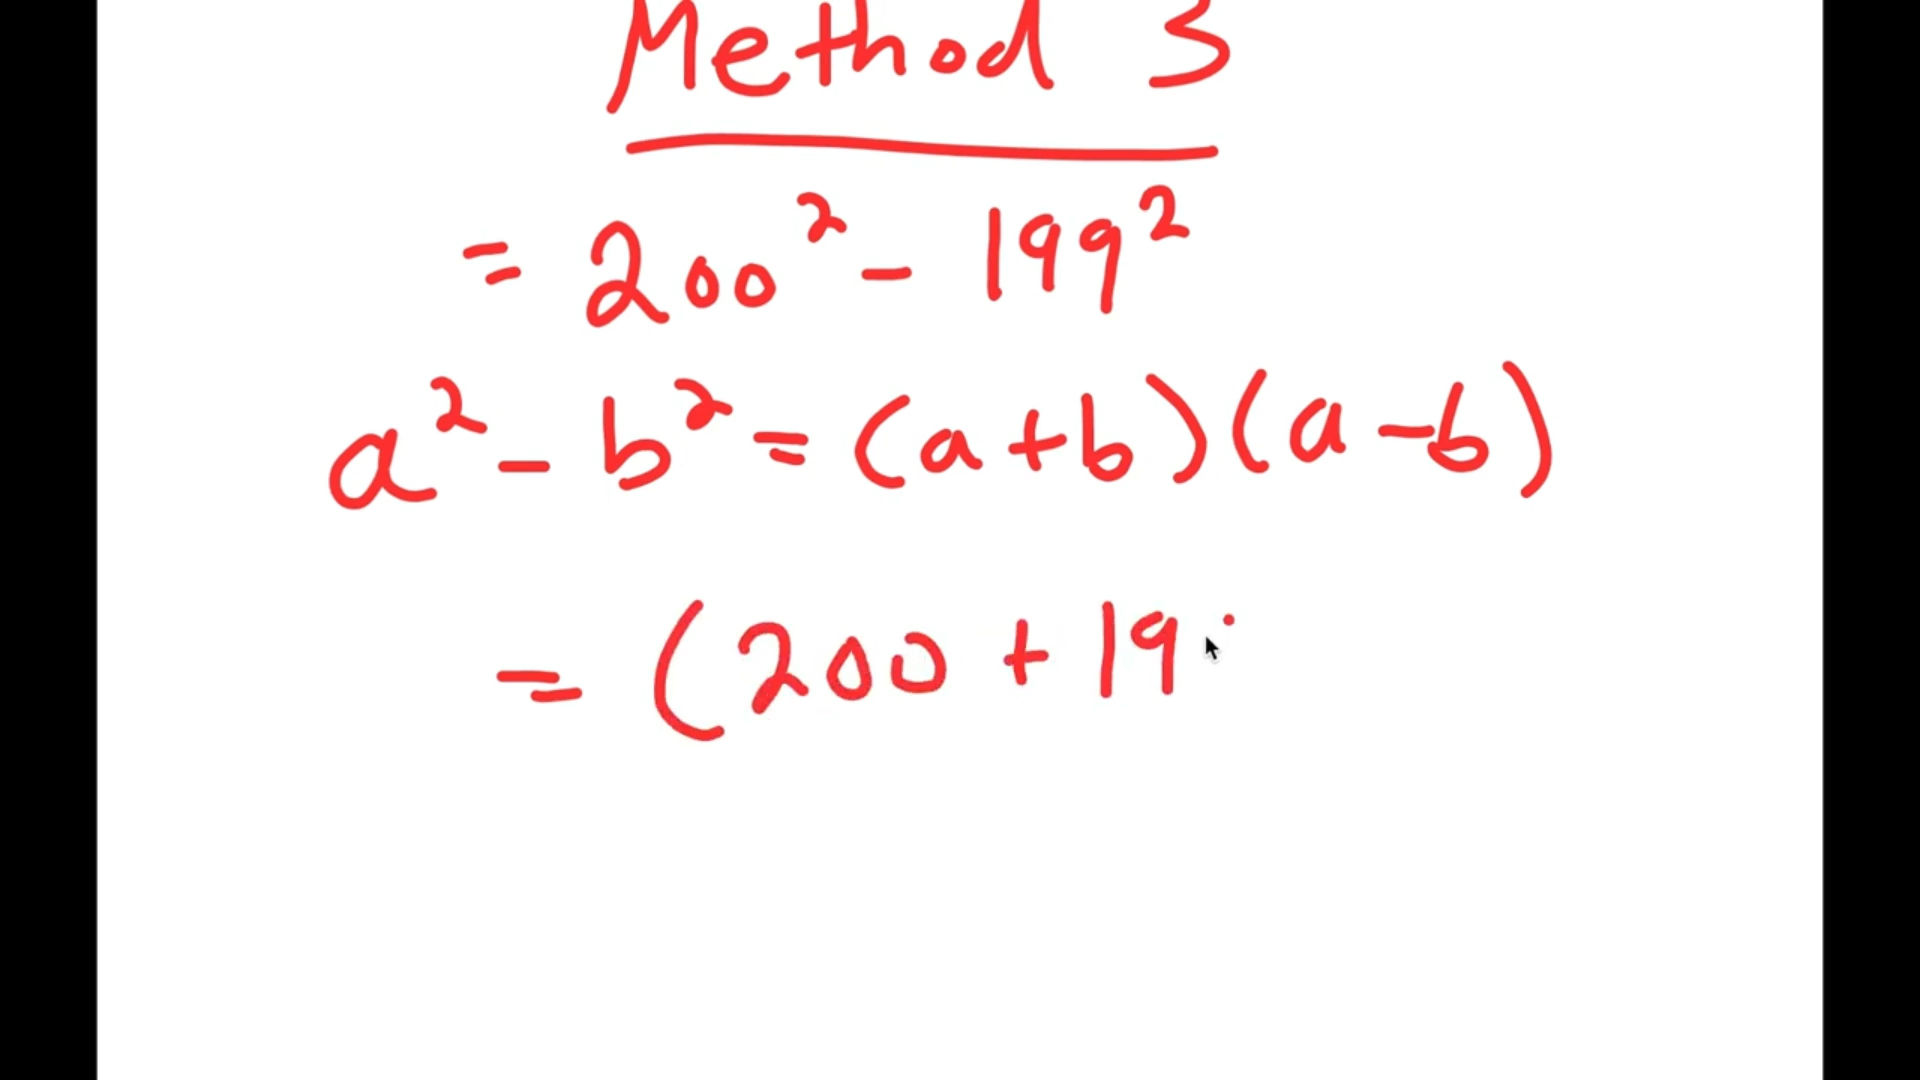 Method 3
= 200² - 199²
a² - b² = (a+b)(a-b)
= (200 + 19